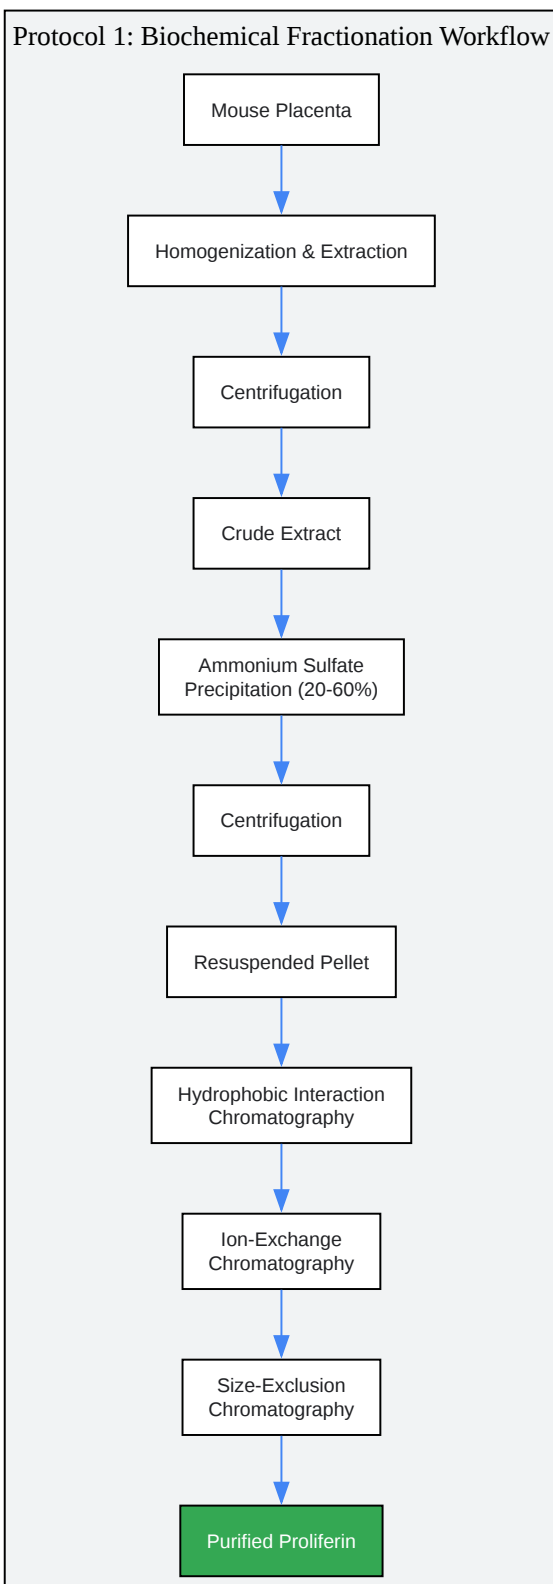 Protocol 1: Biochemical Fractionation Workflow
Mouse Placenta
Homogenization & Extraction
Centrifugation
Crude Extract
Ammonium Sulfate
Precipitation (20-60%)
Centrifugation
Resuspended Pellet
Hydrophobic Interaction
Chromatography
Ion-Exchange
Chromatography
Size-Exclusion
Chromatography
Purified Proliferin